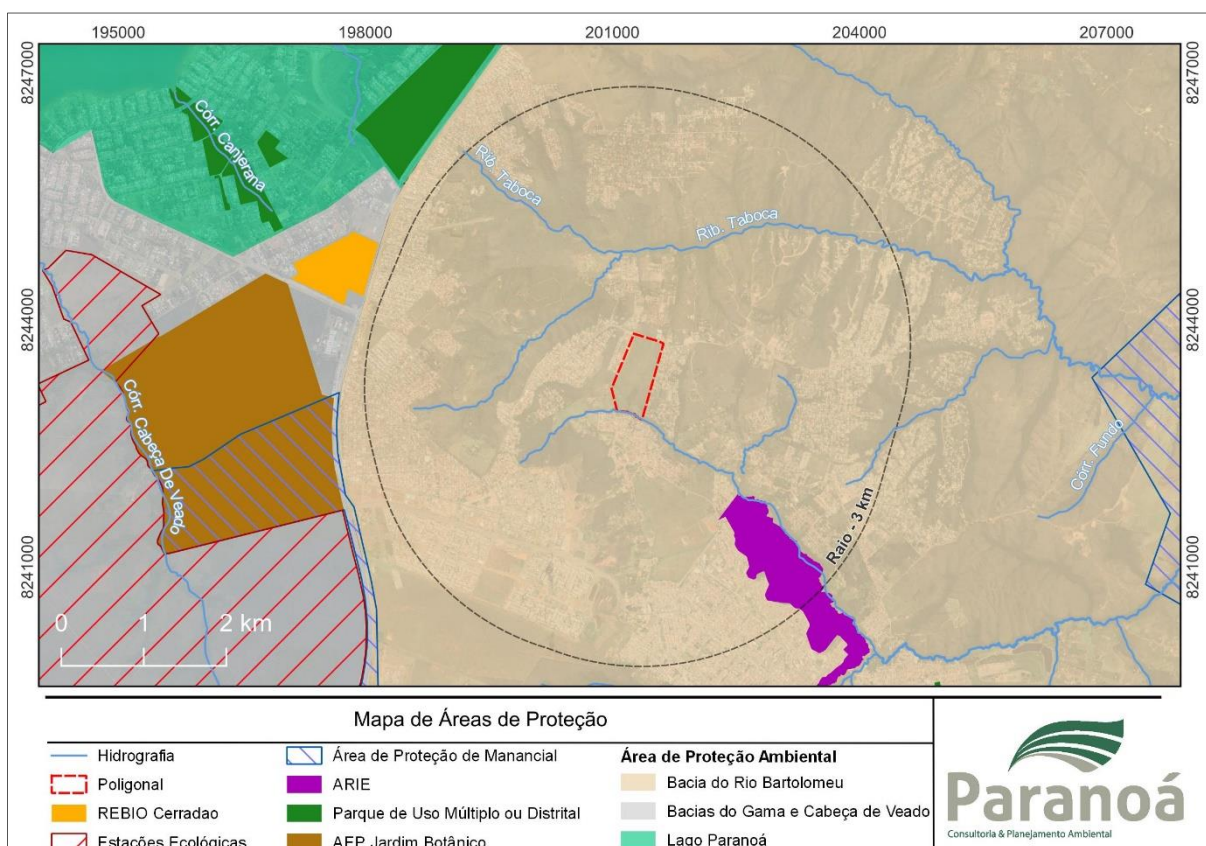 195000 198000 201000 204000 207000
8247000 8247000
Córr. Canjerana
Rib. Taboca
Rib. Taboca
8244000 8244000
Córr. Cabeça De Veado
Córr. Fundo
Raio - 3 km
8241000 8241000
0 1 2 km
Mapa de Áreas de Proteção
Hidrografia
Poligonal
REBIO Cerradao
Estações Ecológicas
Área de Proteção de Manancial
ARIE
Parque de Uso Múltiplo ou Distrital
AEP Jardim Botânico
Área de Proteção Ambiental
Bacia do Rio Bartolomeu
Bacias do Gama e Cabeça de Veado
Lago Paranoá
Paranoá
Consultoria & Planejamento Ambiental